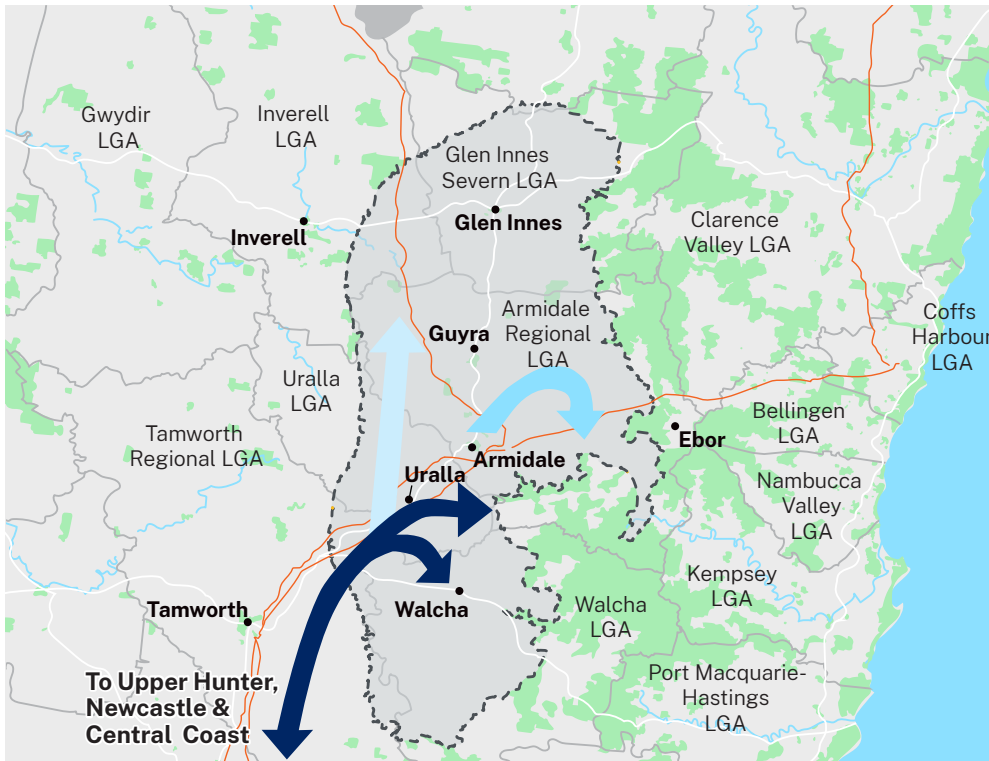 Gwydir
LGA
Inverell
LGA
Glen Innes
Severn LGA
Glen Innes
Inverell
Clarence
Valley LGA
Armidale
Regional
LGA
Guyra
Coffs
Harbour
LGA
Uralla
LGA
Tamworth
Regional LGA
Bellingen
LGA
Ebor
Armidale
Uralla
Nambucca
Valley
LGA
Kempsey
LGA
Walcha
LGA
Walcha
Tamworth
Port Macquarie-
Hastings
LGA
To Upper Hunter,
Newcastle &
Central Coast